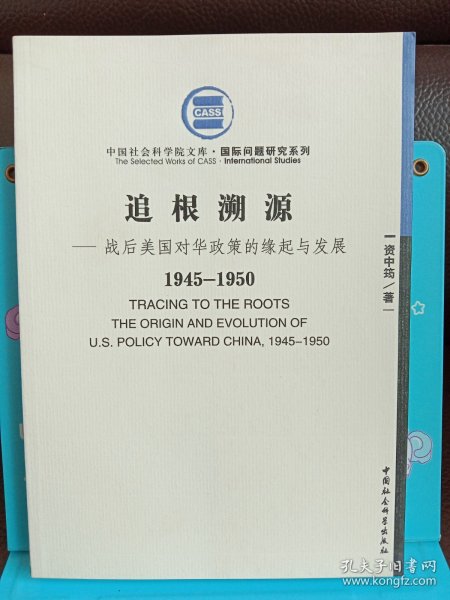 CASS
中国社会科学院文库·国际问题研究系列
The Selected Works of CASS · International Studies
追根溯源
——战后美国对华政策的缘起与发展
1945-1950
TRACING TO THE ROOTS
THE ORIGIN AND EVOLUTION OF
U.S. POLICY TOWARD CHINA, 1945-1950
资中筠/著
中国社会科学出版社
孔夫子旧书网
www.kongfz.com